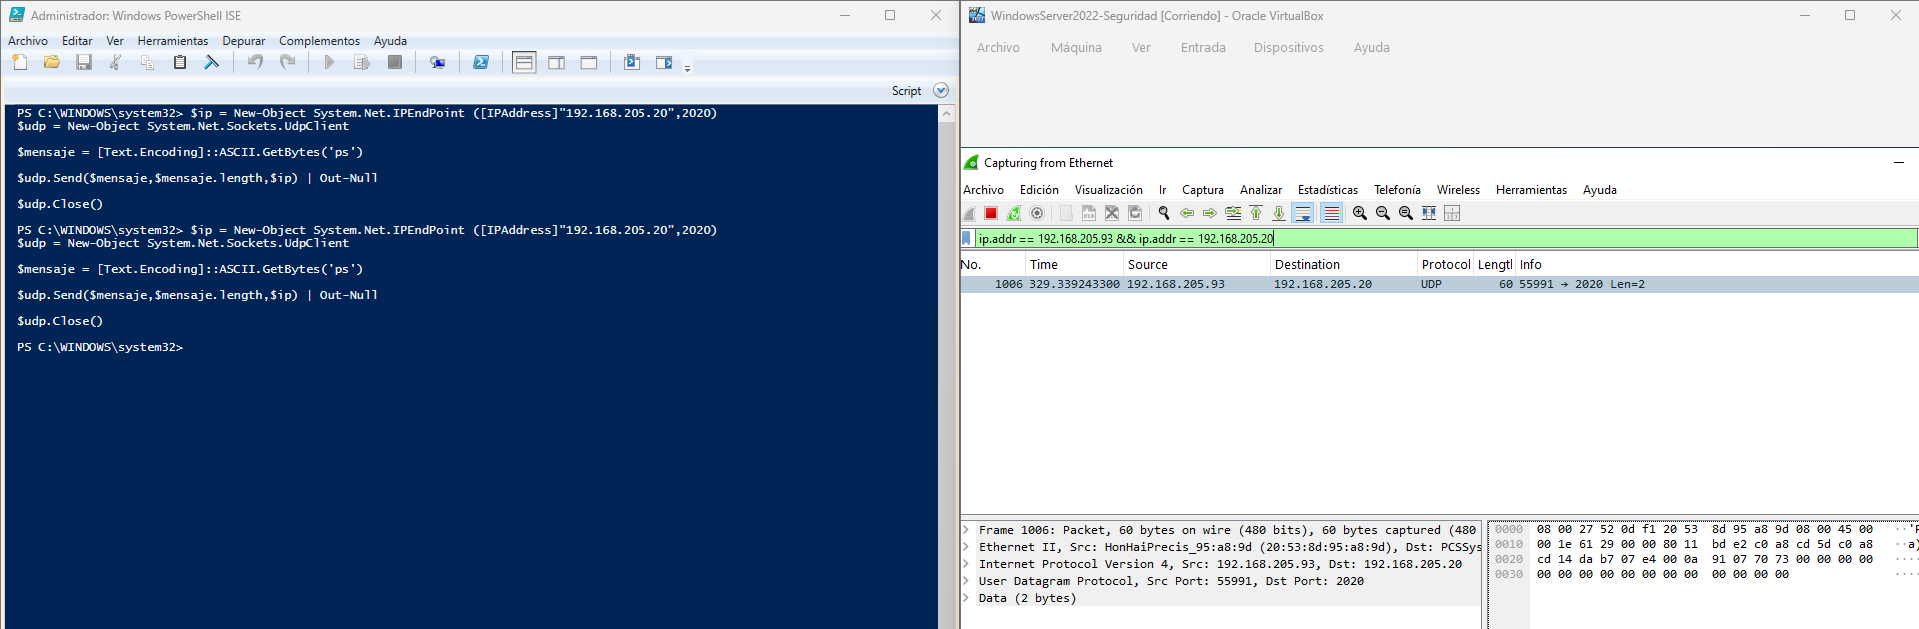 Administrador: Windows PowerShell ISE
Archivo Editar Ver Herramientas Depurar Complementos Ayuda
Script
PS C:\WINDOWS\system32> $ip = New-Object System.Net.IPEndPoint ([IPAddress]"192.168.205.20",2020)
$udp = New-Object System.Net.Sockets.UdpClient
$mensaje = [Text.Encoding]::ASCII.GetBytes('ps')
$udp.Send($mensaje,$mensaje.length,$ip) | Out-Null
$udp.Close()
PS C:\WINDOWS\system32> $ip = New-Object System.Net.IPEndPoint ([IPAddress]"192.168.205.20",2020)
$udp = New-Object System.Net.Sockets.UdpClient
$mensaje = [Text.Encoding]::ASCII.GetBytes('ps')
$udp.Send($mensaje,$mensaje.length,$ip) | Out-Null
$udp.Close()
PS C:\WINDOWS\system32>
WindowsServer2022-Seguridad [Corriendo] - Oracle VirtualBox
Archivo Máquina Ver Entrada Dispositivos Ayuda
Capturing from Ethernet
Archivo Edición Visualización Ir Captura Analizar Estadísticas Telefonía Wireless Herramientas Ayuda
ip.addr == 192.168.205.93 && ip.addr == 192.168.205.20
No. Time Source Destination Protocol Lengtl Info
1006 329.339243300 192.168.205.93 192.168.205.20 UDP 60 55991 → 2020 Len=2
Frame 1006: Packet, 60 bytes on wire (480 bits), 60 bytes captured (480
Ethernet II, Src: HonHaiPrecis_95:a8:9d (20:53:8d:95:a8:9d), Dst: PCSSys
Internet Protocol Version 4, Src: 192.168.205.93, Dst: 192.168.205.20
User Datagram Protocol, Src Port: 55991, Dst Port: 2020
Data (2 bytes)
0000 08 00 27 52 0d f1 20 53 8d 95 a8 9d 08 00 45 00 ··'R
0010 00 1e 61 29 00 00 80 11 bd e2 c0 a8 cd 5d c0 a8 ··a)
0020 cd 14 da b7 07 e4 00 0a 91 07 70 73 00 00 00 00 ····
0030 00 00 00 00 00 00 00 00 00 00 00 00 ····